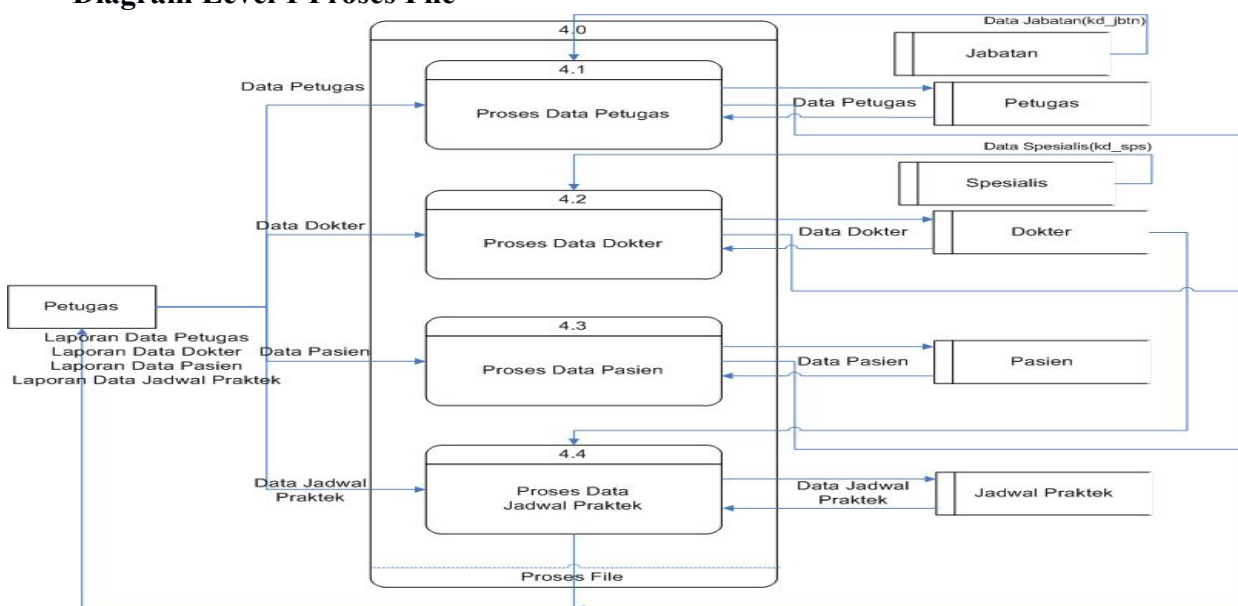 Diagram Level 1 Proses File
4.0
Data Jabatan(kd_jbtn)
Jabatan
4.1
Data Petugas
Proses Data Petugas
Data Petugas
Petugas
Data Spesialis(kd_sps)
Spesialis
4.2
Data Dokter
Proses Data Dokter
Data Dokter
Dokter
Petugas
Laporan Data Petugas
Laporan Data Dokter
Laporan Data Pasien
Laporan Data Jadwal Praktek
4.3
Data Pasien
Proses Data Pasien
Data Pasien
Pasien
4.4
Data Jadwal
Praktek
Proses Data
Jadwal Praktek
Data Jadwal
Praktek
Jadwal Praktek
Proses File